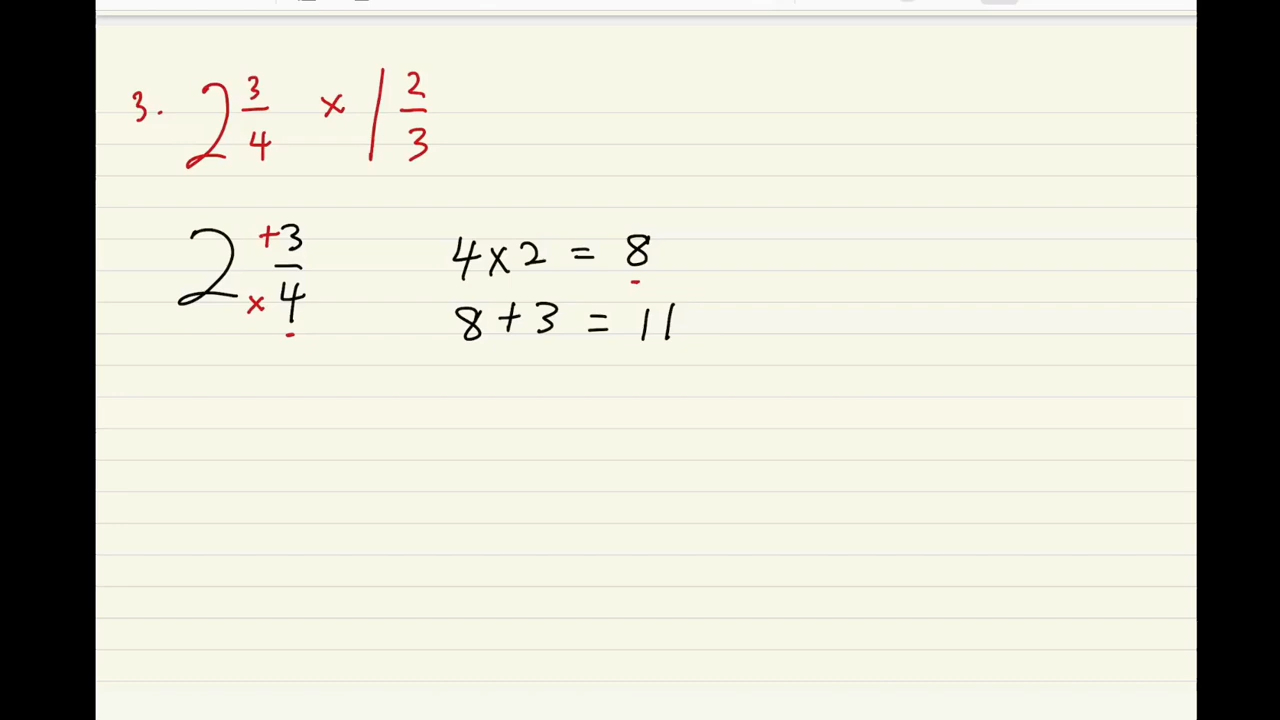 3. 2 3/4 × 1 2/3
2 +3/×4
4 × 2 = 8
8 + 3 = 11